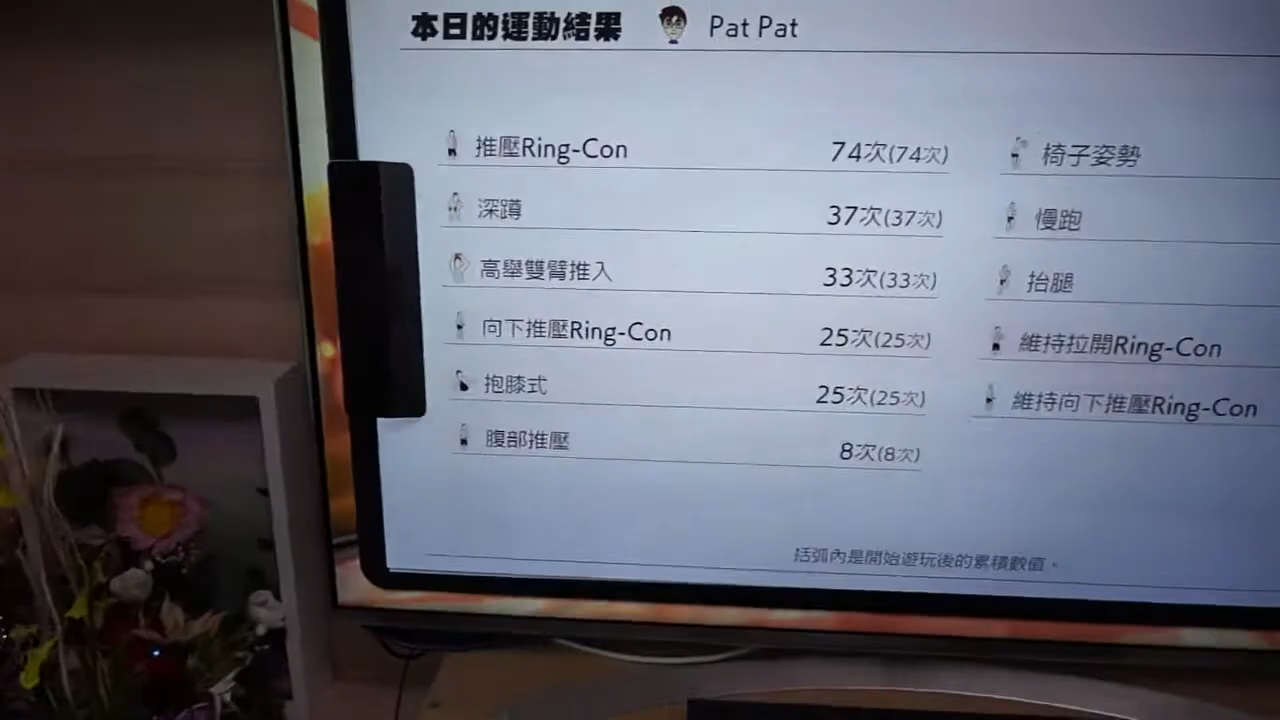 本日的運動結果 Pat Pat
推壓Ring-Con 74次(74次)
深蹲 37次(37次)
高舉雙臂推入 33次(33次)
向下推壓Ring-Con 25次(25次)
抱膝式 25次(25次)
腹部推壓 8次(8次)
椅子姿勢
慢跑
抬腿
維持拉開Ring-Con
維持向下推壓Ring-Con
括弧內是開始遊玩後的累積數值。